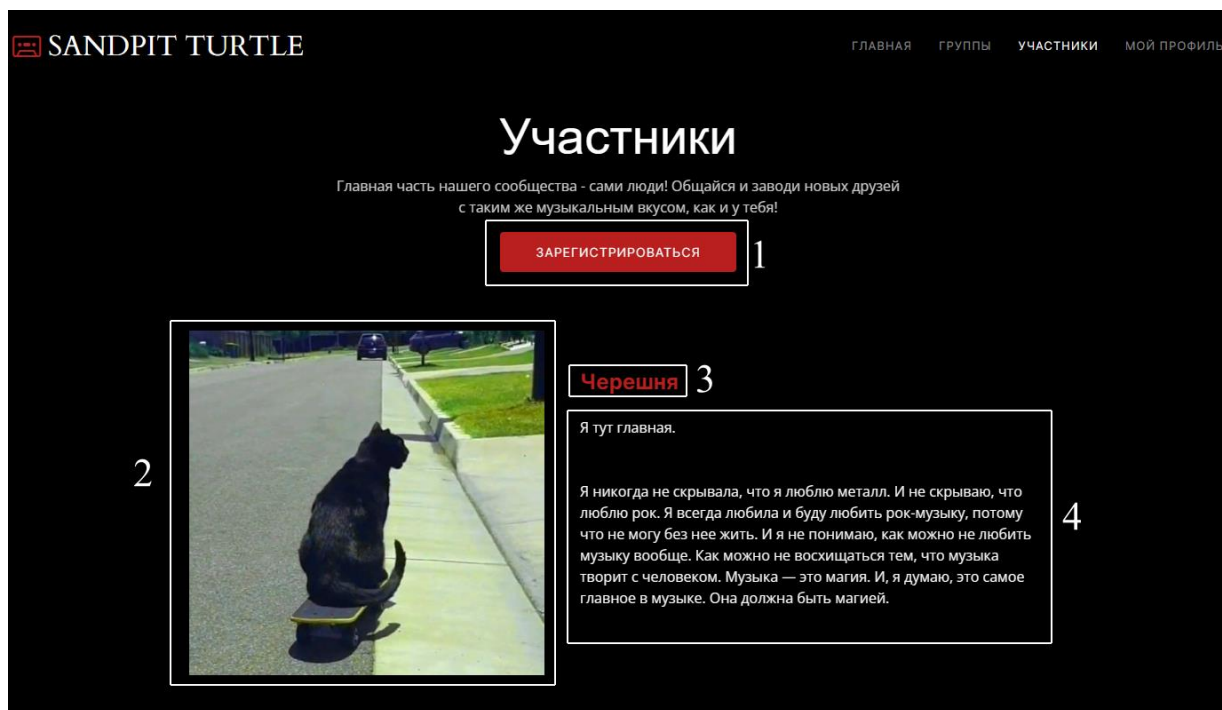 SANDPIT TURTLE
ГЛАВНАЯ ГРУППЫ УЧАСТНИКИ МОЙ ПРОФИЛЬ
Участники
Главная часть нашего сообщества - сами люди! Общайся и заводи новых друзей
с таким же музыкальным вкусом, как и у тебя!
ЗАРЕГИСТРИРОВАТЬСЯ
1
2
Черешня
3
Я тут главная.
Я никогда не скрывала, что я люблю металл. И не скрываю, что
люблю рок. Я всегда любила и буду любить рок-музыку, потому
что не могу без нее жить. И я не понимаю, как можно не любить
музыку вообще. Как можно не восхищаться тем, что музыка
творит с человеком. Музыка — это магия. И, я думаю, это самое
главное в музыке. Она должна быть магией.
4